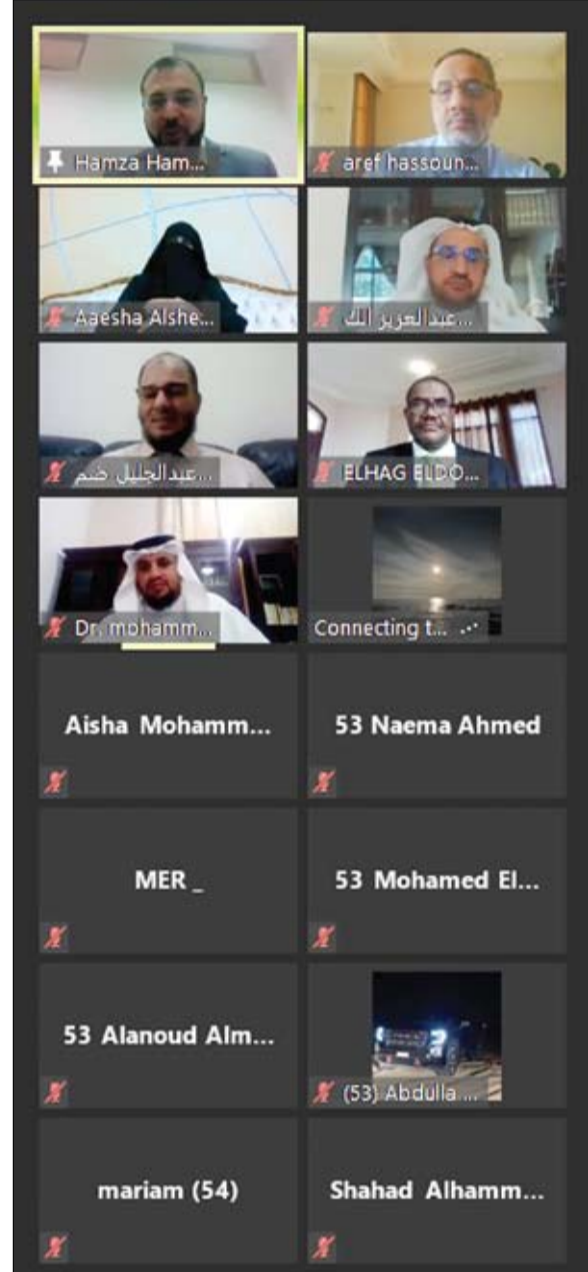 Hamza Ham...
aref hassoun...
Aaesha Alshe...
عبدالعزيز الك...
عبدالجليل ضم...
ELHAG ELDO...
Dr. mohamm...
Connecting t...
Aisha Mohamm...
53 Naema Ahmed
MER _
53 Mohamed El...
53 Alanoud Alm...
(53) Abdulla ...
mariam (54)
Shahad Alhamm...